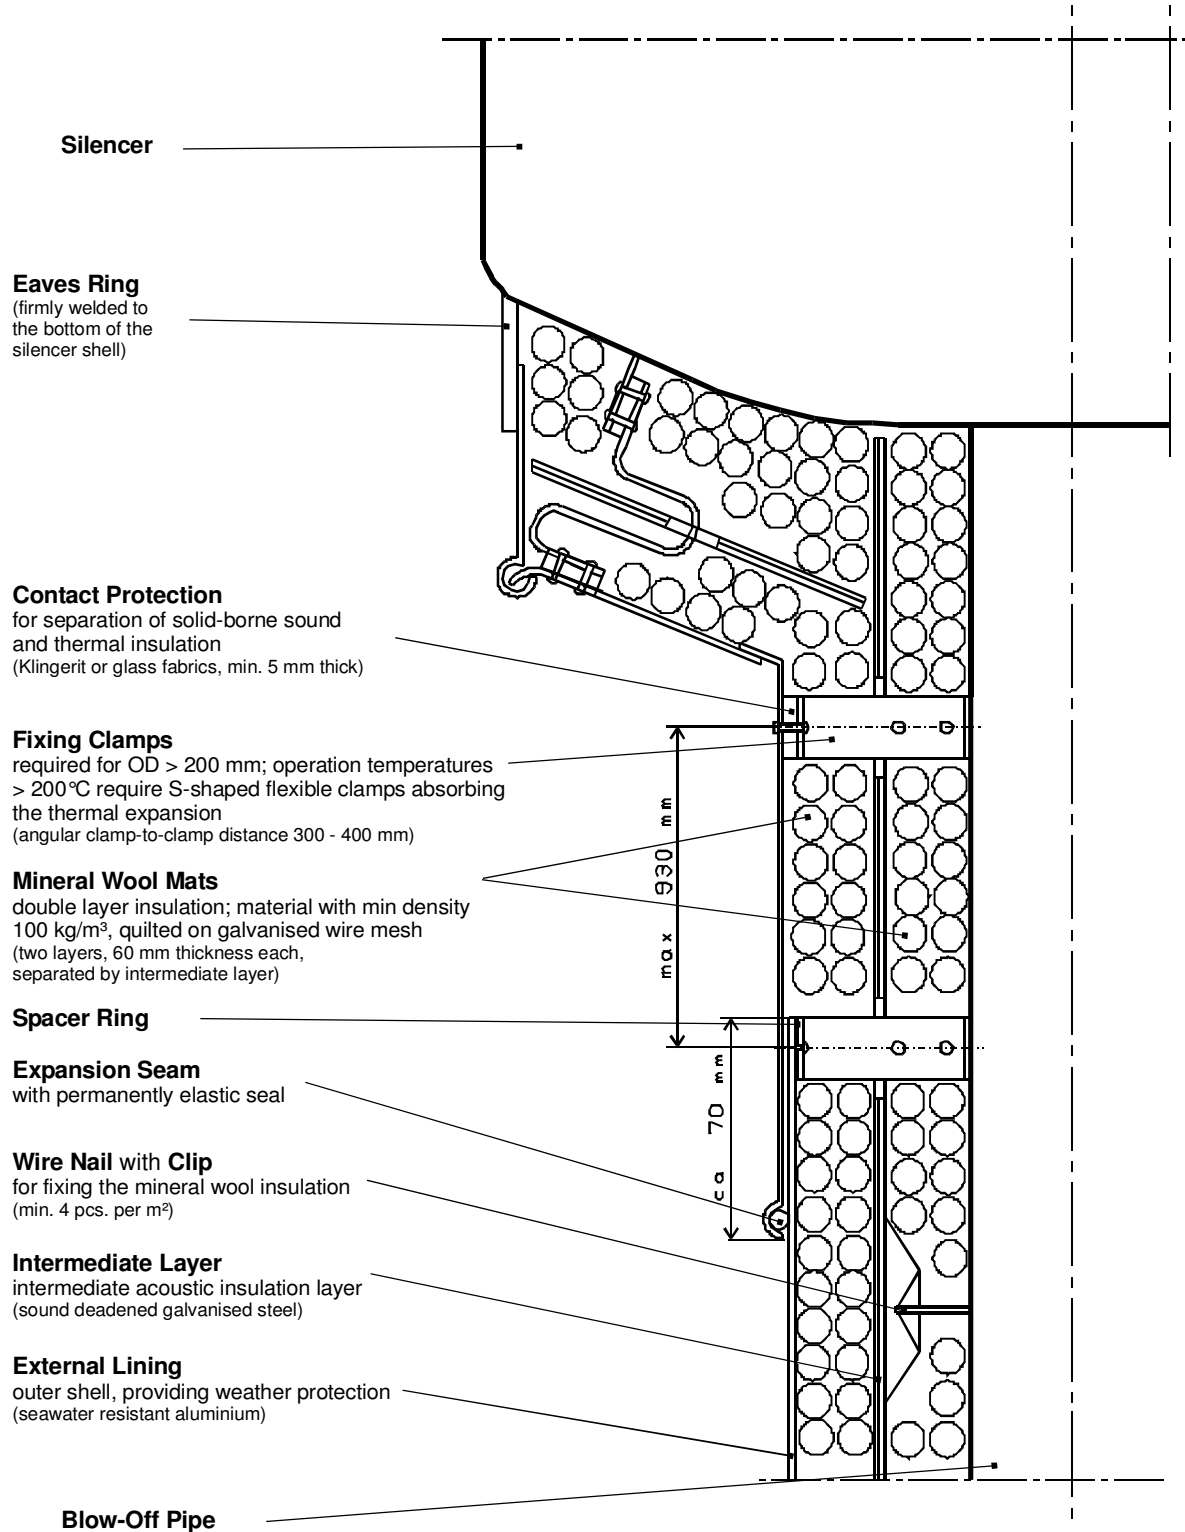 Silencer
Eaves Ring
(firmly welded to
the bottom of the
silencer shell)
Contact Protection
for separation of solid-borne sound
and thermal insulation
(Klingerit or glass fabrics, min. 5 mm thick)
Fixing Clamps
required for OD > 200 mm; operation temperatures
> 200°C require S-shaped flexible clamps absorbing
the thermal expansion
(angular clamp-to-clamp distance 300 - 400 mm)
Mineral Wool Mats
double layer insulation; material with min density
100 kg/m³, quilted on galvanised wire mesh
(two layers, 60 mm thickness each,
separated by intermediate layer)
Spacer Ring
Expansion Seam
with permanently elastic seal
Wire Nail with Clip
for fixing the mineral wool insulation
(min. 4 pcs. per m²)
Intermediate Layer
intermediate acoustic insulation layer
(sound deadened galvanised steel)
External Lining
outer shell, providing weather protection
(seawater resistant aluminium)
Blow-Off Pipe
max 930 mm
ca 70 mm